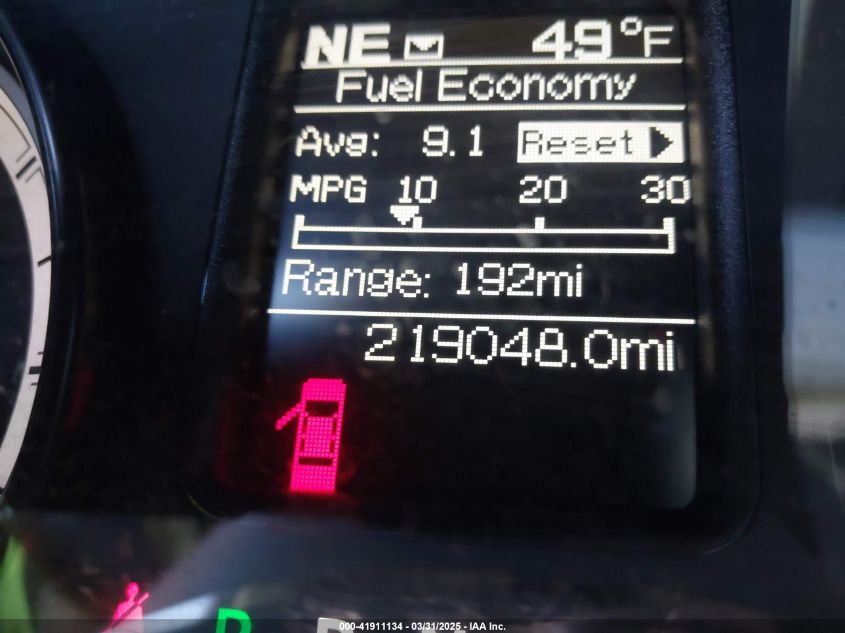 NE 49°F
Fuel Economy
Avg: 9.1 Reset
MPG 10 20 30
Range: 192mi
219048.0mi
P
000-41911134 - 03/31/2025 - IAA Inc.